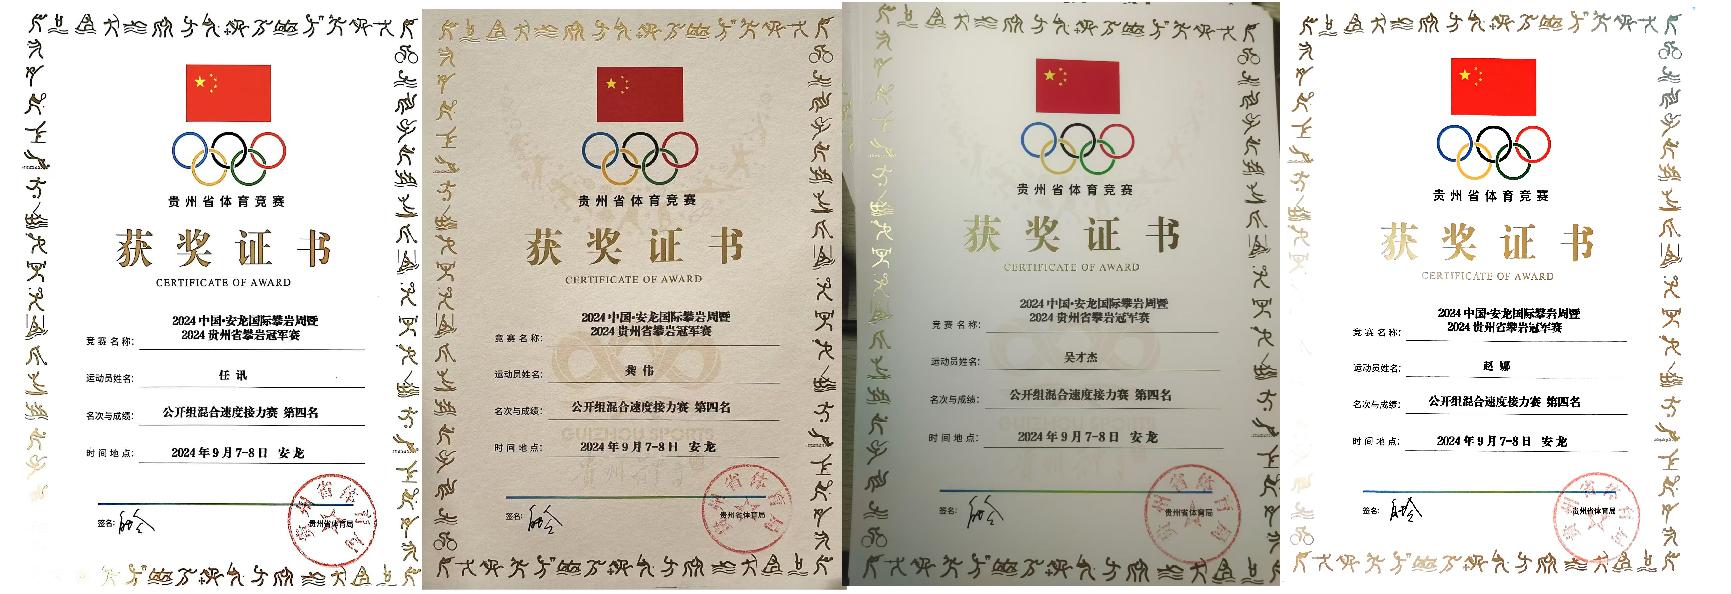 贵州省体育竞赛
获奖证书
CERTIFICATE OF AWARD
竞赛名称:
2024 中国·安龙国际攀岩周暨
2024 贵州省攀岩冠军赛
运动员姓名: 任 讯
名次与成绩: 公开组混合速度接力赛 第四名
时间地点: 2024 年 9 月 7-8 日 安 龙
签名:
贵州省体育局
贵州省体育竞赛
获奖证书
CERTIFICATE OF AWARD
竞赛名称:
2024 中国·安龙国际攀岩周暨
2024 贵州省攀岩冠军赛
运动员姓名: 龚 伟
名次与成绩: 公开组混合速度接力赛 第四名
时间地点: 2024 年 9 月 7-8 日 安 龙
签名:
贵州省体育局
贵州省体育竞赛
获奖证书
CERTIFICATE OF AWARD
竞赛名称:
2024 中国·安龙国际攀岩周暨
2024 贵州省攀岩冠军赛
运动员姓名: 吴才杰
名次与成绩: 公开组混合速度接力赛 第四名
时间地点: 2024 年 9 月 7-8 日 安 龙
签名:
贵州省体育局
贵州省体育竞赛
获奖证书
CERTIFICATE OF AWARD
竞赛名称:
2024 中国·安龙国际攀岩周暨
2024 贵州省攀岩冠军赛
运动员姓名: 赵 娜
名次与成绩: 公开组混合速度接力赛 第四名
时间地点: 2024 年 9 月 7-8 日 安 龙
签名:
贵州省体育局